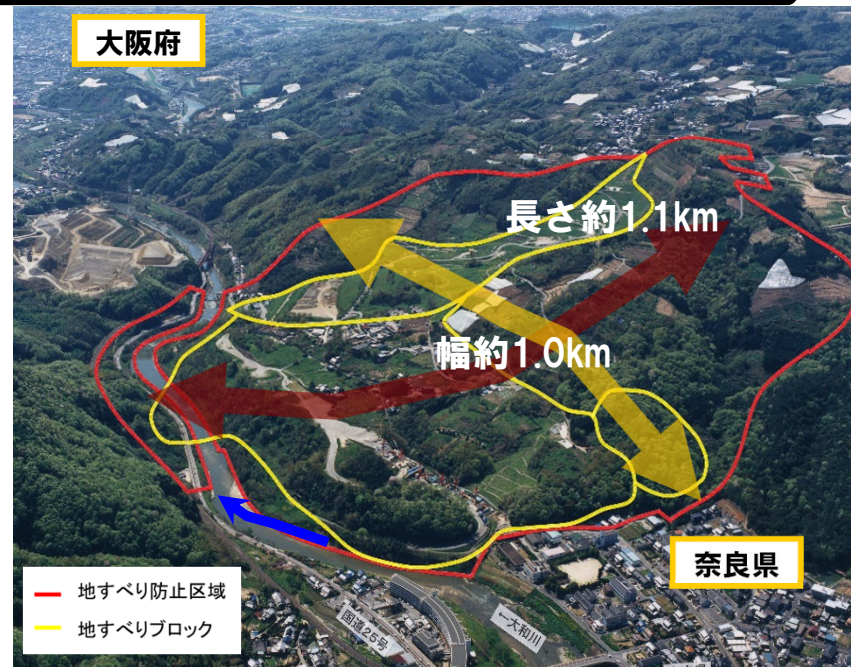 大阪府
長さ約1.1km
幅約1.0km
奈良県
地すべり防止区域
地すべりブロック
国道25号
←大和川